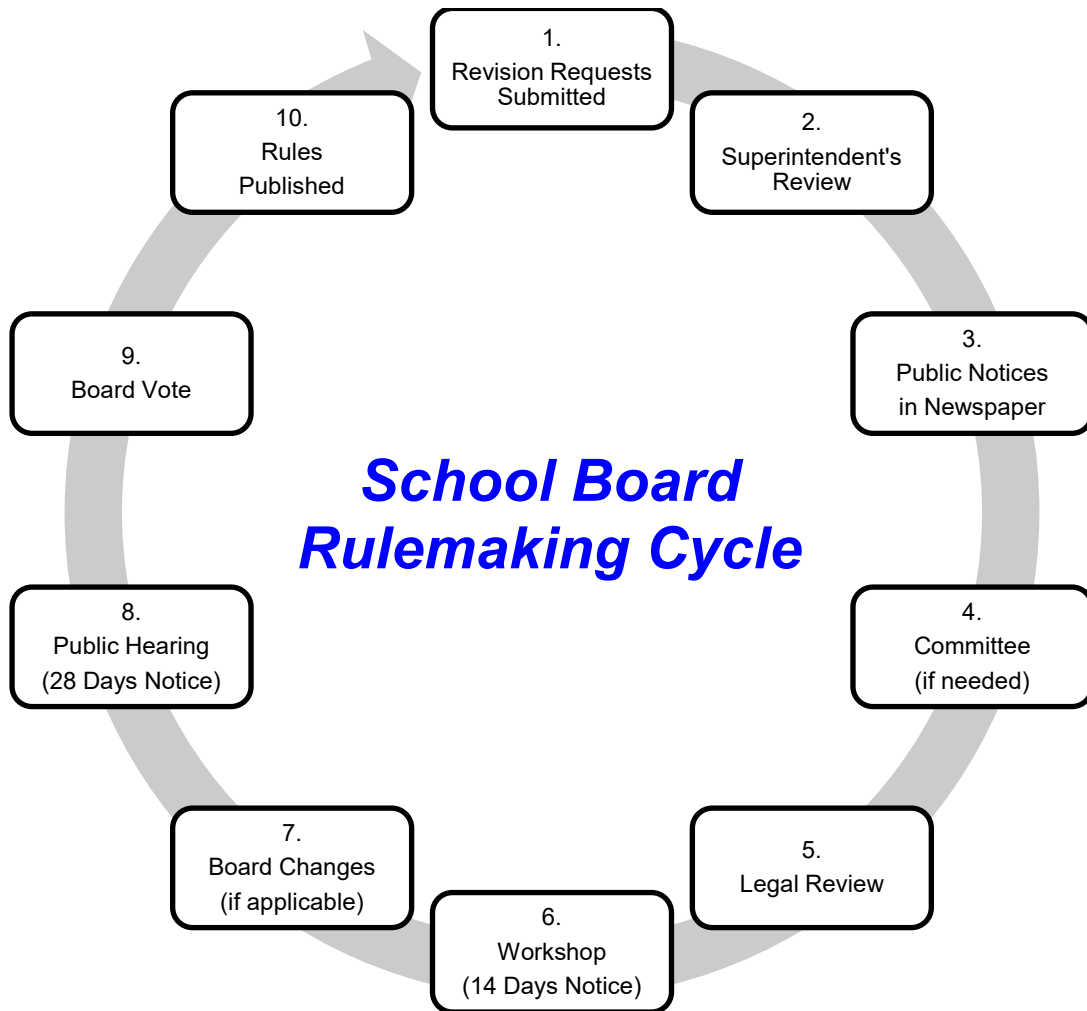 1.
Revision Requests
Submitted
2.
Superintendent's
Review
3.
Public Notices
in Newspaper
4.
Committee
(if needed)
5.
Legal Review
6.
Workshop
(14 Days Notice)
7.
Board Changes
(if applicable)
8.
Public Hearing
(28 Days Notice)
9.
Board Vote
10.
Rules
Published
School Board
Rulemaking Cycle